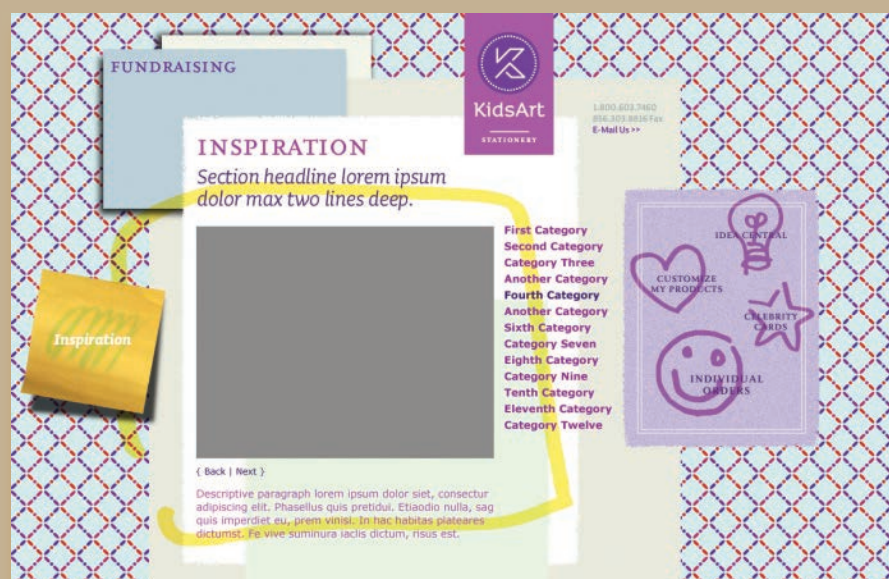 FUNDRAISING
KidsArt
STATIONERY
1.800.603.7460
856.303.8816 Fax
E-Mail Us >>
INSPIRATION
Section headline lorem ipsum
dolor max two lines deep.
First Category
Second Category
Category Three
Another Category
Fourth Category
Another Category
Sixth Category
Category Seven
Eighth Category
Category Nine
Tenth Category
Eleventh Category
Category Twelve
IDEA CENTRAL
CUSTOMIZE
MY PRODUCTS
CELEBRITY
CARDS
INDIVIDUAL
ORDERS
Inspiration
{ Back | Next }
Descriptive paragraph lorem ipsum dolor siet, consectur
adipiscing elit. Phasellus quis pretidui. Etiaodio nulla, sag
quis imperdiet eu, prem vinisi. In hac habitas plateares
dictumst. Fe vive suminura iaclis dictum, risus est.